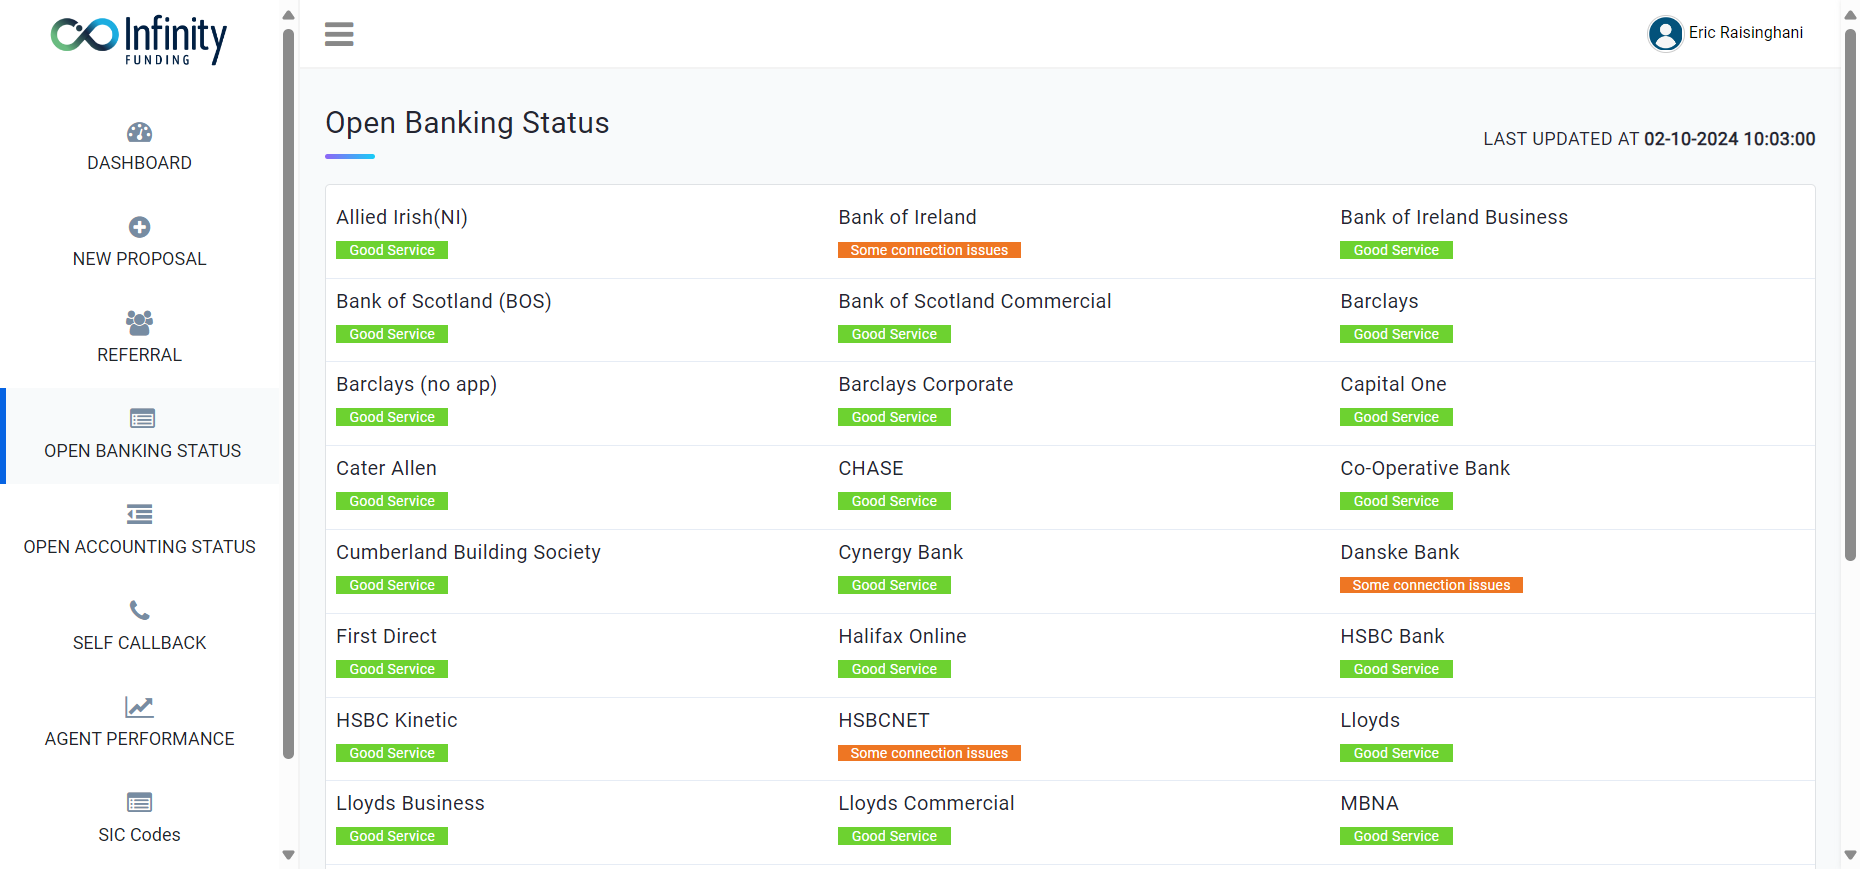 Infinity
FUNDING
Eric Raisinghani
DASHBOARD
NEW PROPOSAL
REFERRAL
OPEN BANKING STATUS
OPEN ACCOUNTING STATUS
SELF CALLBACK
AGENT PERFORMANCE
SIC Codes
Open Banking Status
LAST UPDATED AT 02-10-2024 10:03:00
Allied Irish(NI)
Good Service
Bank of Ireland
Some connection issues
Bank of Ireland Business
Good Service
Bank of Scotland (BOS)
Good Service
Bank of Scotland Commercial
Good Service
Barclays
Good Service
Barclays (no app)
Good Service
Barclays Corporate
Good Service
Capital One
Good Service
Cater Allen
Good Service
CHASE
Good Service
Co-Operative Bank
Good Service
Cumberland Building Society
Good Service
Cynergy Bank
Good Service
Danske Bank
Some connection issues
First Direct
Good Service
Halifax Online
Good Service
HSBC Bank
Good Service
HSBC Kinetic
Good Service
HSBCNET
Some connection issues
Lloyds
Good Service
Lloyds Business
Good Service
Lloyds Commercial
Good Service
MBNA
Good Service